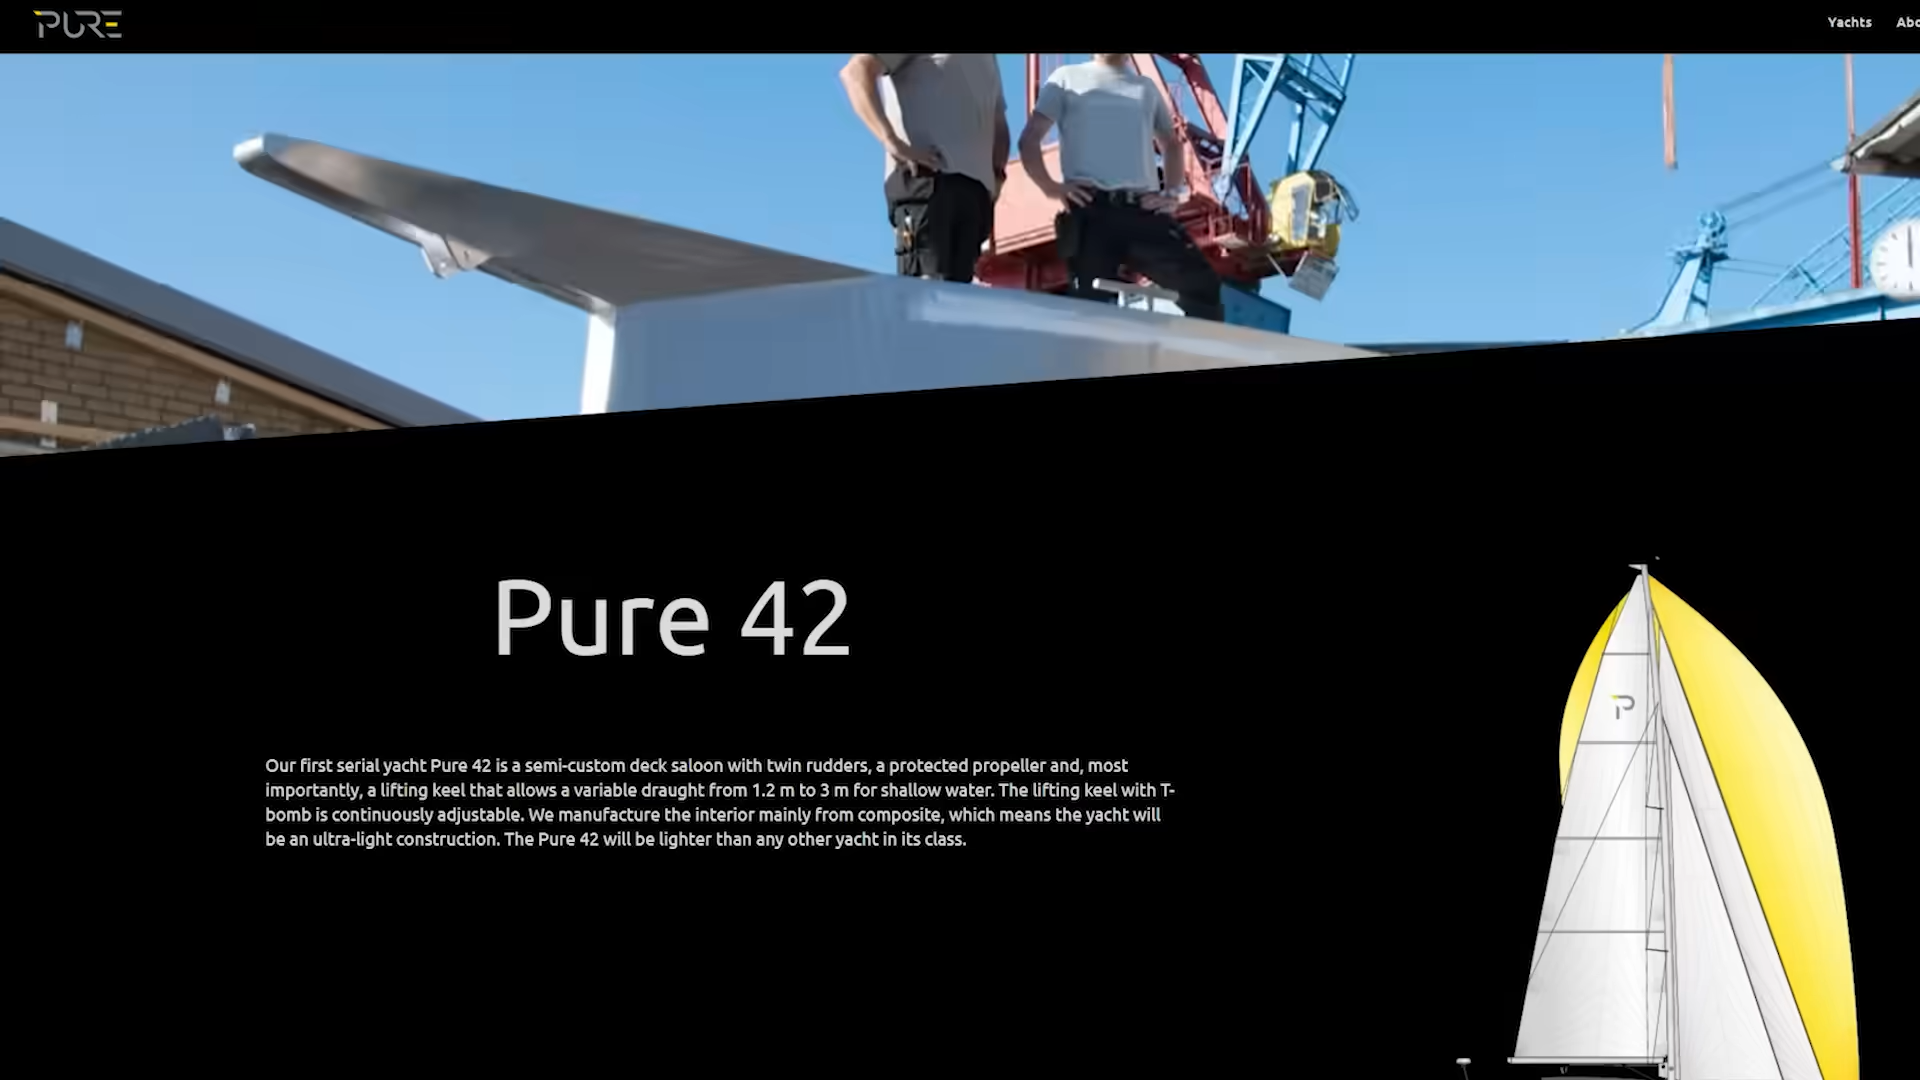 PURE
Yachts Abo
Pure 42
Our first serial yacht Pure 42 is a semi-custom deck saloon with twin rudders, a protected propeller and, most
importantly, a lifting keel that allows a variable draught from 1.2 m to 3 m for shallow water. The lifting keel with T-
bomb is continuously adjustable. We manufacture the interior mainly from composite, which means the yacht will
be an ultra-light construction. The Pure 42 will be lighter than any other yacht in its class.
P